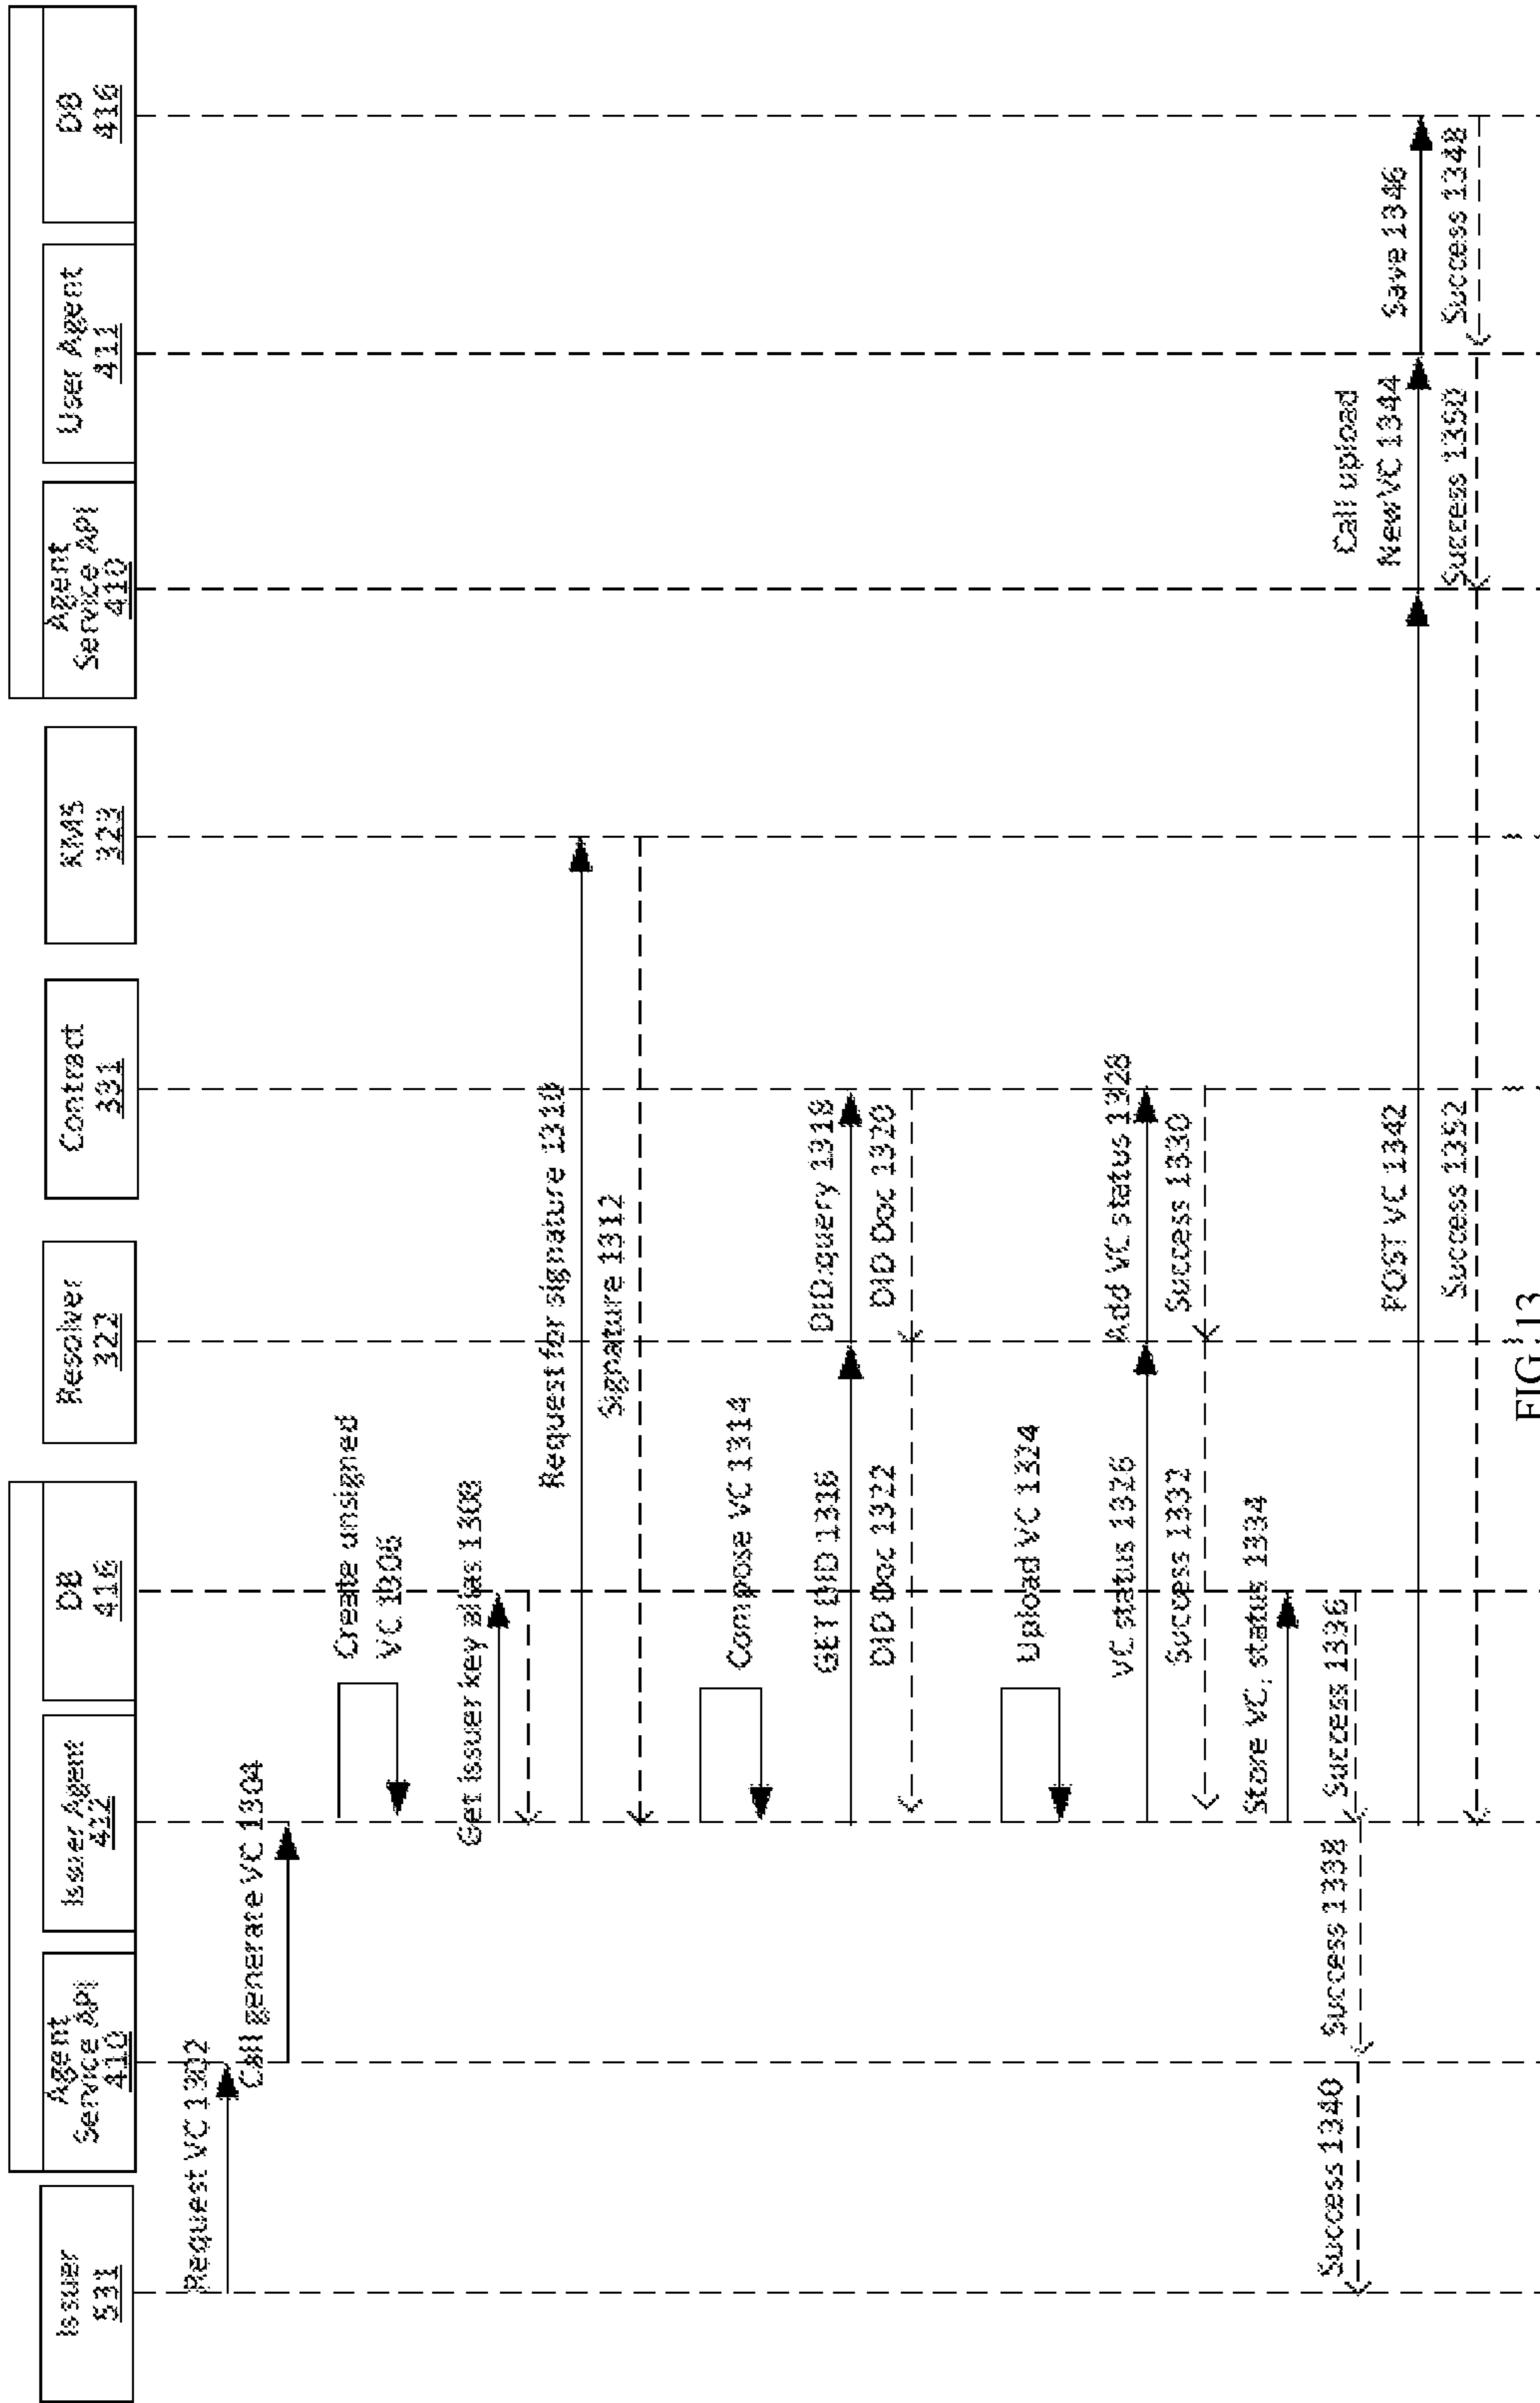 Issuer
531
Agent
Service API
410
Issuer Agent
422
DB
416
Resolver
322
Contract
331
KMS
323
Agent
Service API
410
User Agent
411
DB
416
Request VC 1302
Call generate VC 1304
Create unsigned
VC 1306
Get issuer key alias 1308
Request for signature 1310
Signature 1312
Compose VC 1314
GET DID 1316
DID query 1318
DID Doc 1322
DID Doc 1320
Upload VC 1324
VC status 1326
Add VC status 1328
Success 1332
Success 1330
Store VC, status 1334
Success 1340
Success 1338
Success 1336
POST VC 1342
Call upload
New VC 1344
Save 1346
Success 1352
Success 1350
Success 1348
FIG. 13